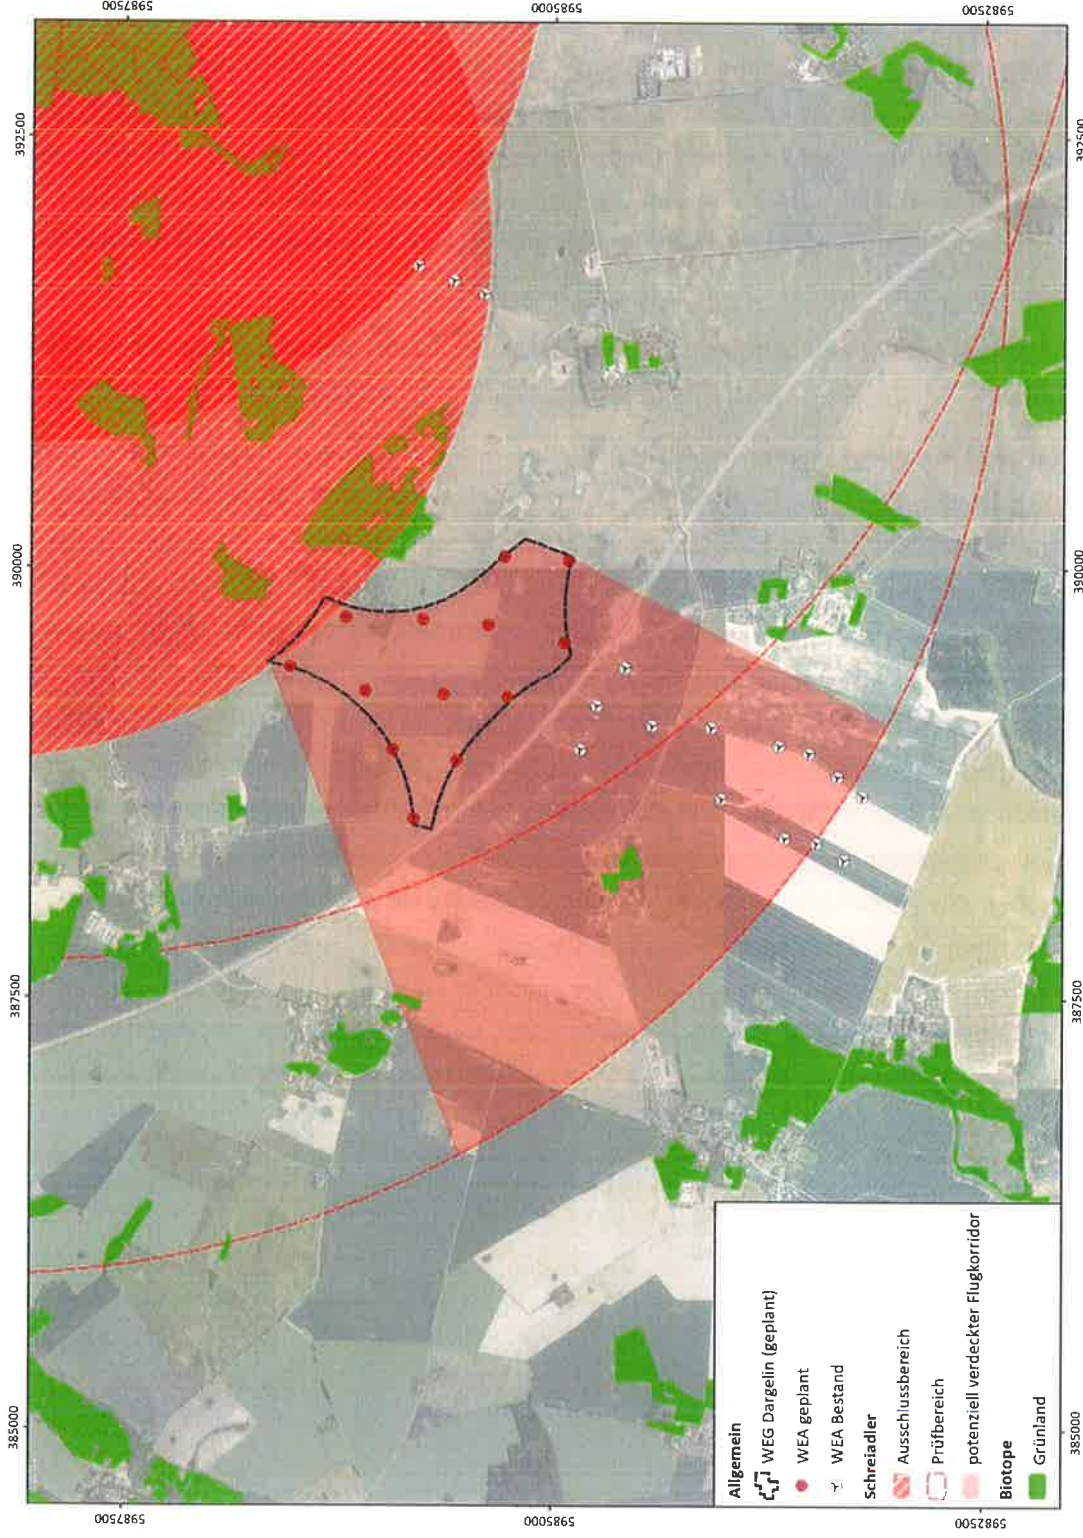 5987500
5985000
5982500
392500
392500
390000
390000
387500
387500
385000
385000
Allgemein
WEG Dargelin (geplant)
WEA geplant
WEA Bestand
Schreiadler
Ausschlussbereich
Prüfbereich
potenziell verdeckter Flugkorridor
Biotope
Grünland
5987500
5985000
5982500